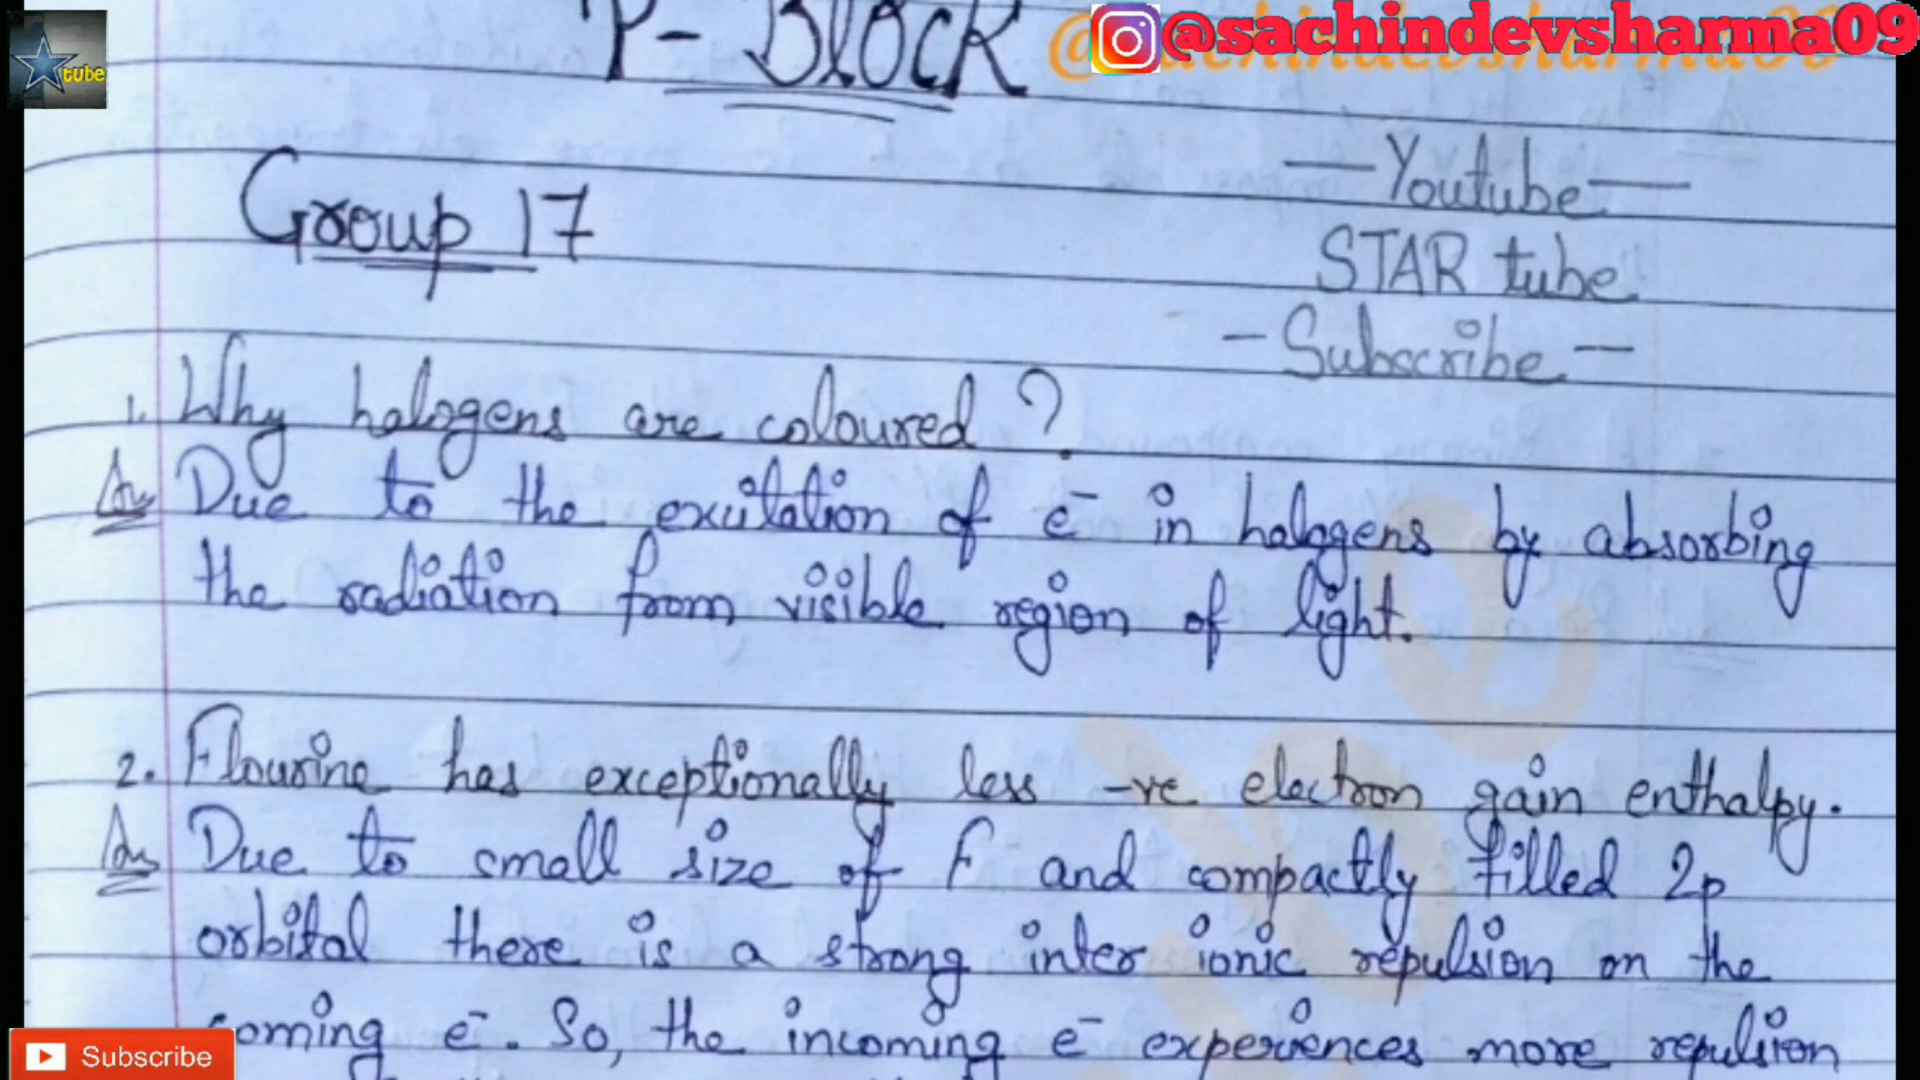 P- BLOCK
@sachindevsharma09
tube
—Youtube—
Group 17
STAR tube
- Subscribe -
1. Why halogens are coloured ?
Ans Due to the exutation of e⁻ in halogens by absorbing
the radiation from visible region of light.
2. Flourine has exceptionally less -ve electron gain enthalpy.
Ans Due to small size of F and compactly filled 2p
orbital there is a strong inter ionic repulsion on the
coming e⁻. So, the incoming e⁻ experiences more repulsion
Subscribe